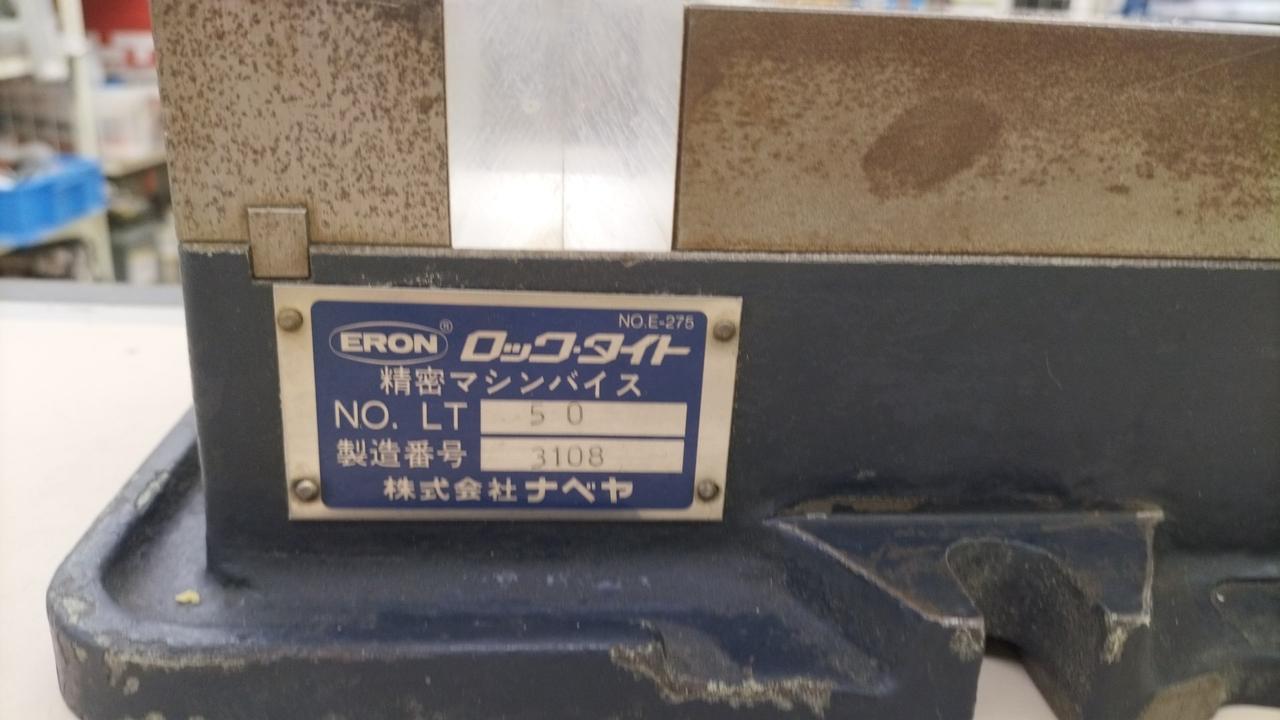 NO.E-275
ERON® ロック・タイト
精密マシンバイス
NO. LT 50
製造番号 3108
株式会社ナベヤ